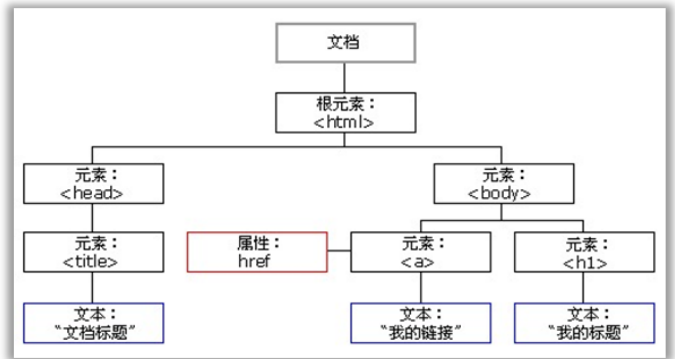 文档
根元素：
<html>
元素：
<head>
元素：
<body>
元素：
<title>
属性：
href
元素：
<a>
元素：
<h1>
文本：
“文档标题”
文本：
“我的链接”
文本：
“我的标题”